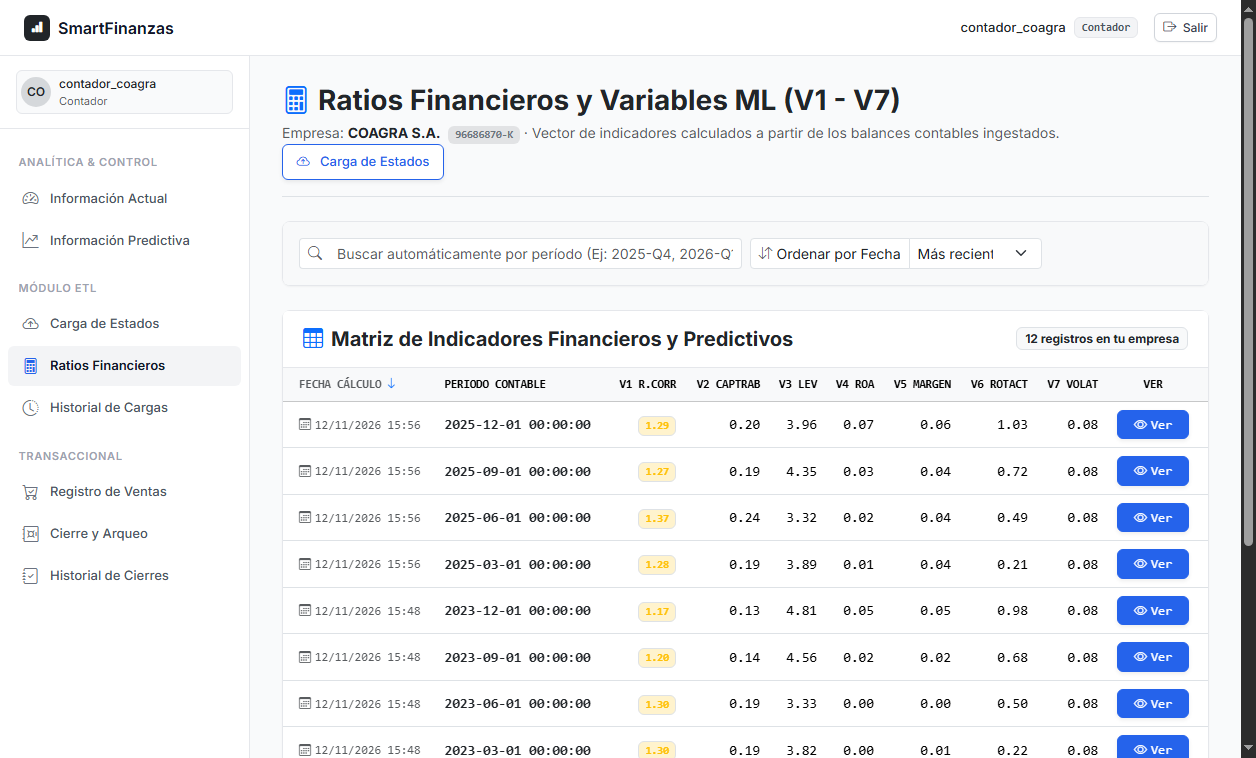 SmartFinanzas
contador_coagra Contador Salir
CO contador_coagra
Contador
ANALÍTICA & CONTROL
Información Actual
Información Predictiva
MÓDULO ETL
Carga de Estados
Ratios Financieros
Historial de Cargas
TRANSACCIONAL
Registro de Ventas
Cierre y Arqueo
Historial de Cierres
Ratios Financieros y Variables ML (V1 - V7)
Empresa: COAGRA S.A. 96686870-K · Vector de indicadores calculados a partir de los balances contables ingestados.
Carga de Estados
Buscar automáticamente por período (Ej: 2025-Q4, 2026-Q Ordenar por Fecha Más recient
Matriz de Indicadores Financieros y Predictivos 12 registros en tu empresa
FECHA CÁLCULO PERIODO CONTABLE V1 R.CORR V2 CAPTRAB V3 LEV V4 ROA V5 MARGEN V6 ROTACT V7 VOLAT VER
12/11/2026 15:56 2025-12-01 00:00:00 1.29 0.20 3.96 0.07 0.06 1.03 0.08 Ver
12/11/2026 15:56 2025-09-01 00:00:00 1.27 0.19 4.35 0.03 0.04 0.72 0.08 Ver
12/11/2026 15:56 2025-06-01 00:00:00 1.37 0.24 3.32 0.02 0.04 0.49 0.08 Ver
12/11/2026 15:56 2025-03-01 00:00:00 1.28 0.19 3.89 0.01 0.04 0.21 0.08 Ver
12/11/2026 15:48 2023-12-01 00:00:00 1.17 0.13 4.81 0.05 0.05 0.98 0.08 Ver
12/11/2026 15:48 2023-09-01 00:00:00 1.20 0.14 4.56 0.02 0.02 0.68 0.08 Ver
12/11/2026 15:48 2023-06-01 00:00:00 1.30 0.19 3.33 0.00 0.00 0.50 0.08 Ver
12/11/2026 15:48 2023-03-01 00:00:00 1.30 0.19 3.82 0.00 0.01 0.22 0.08 Ver